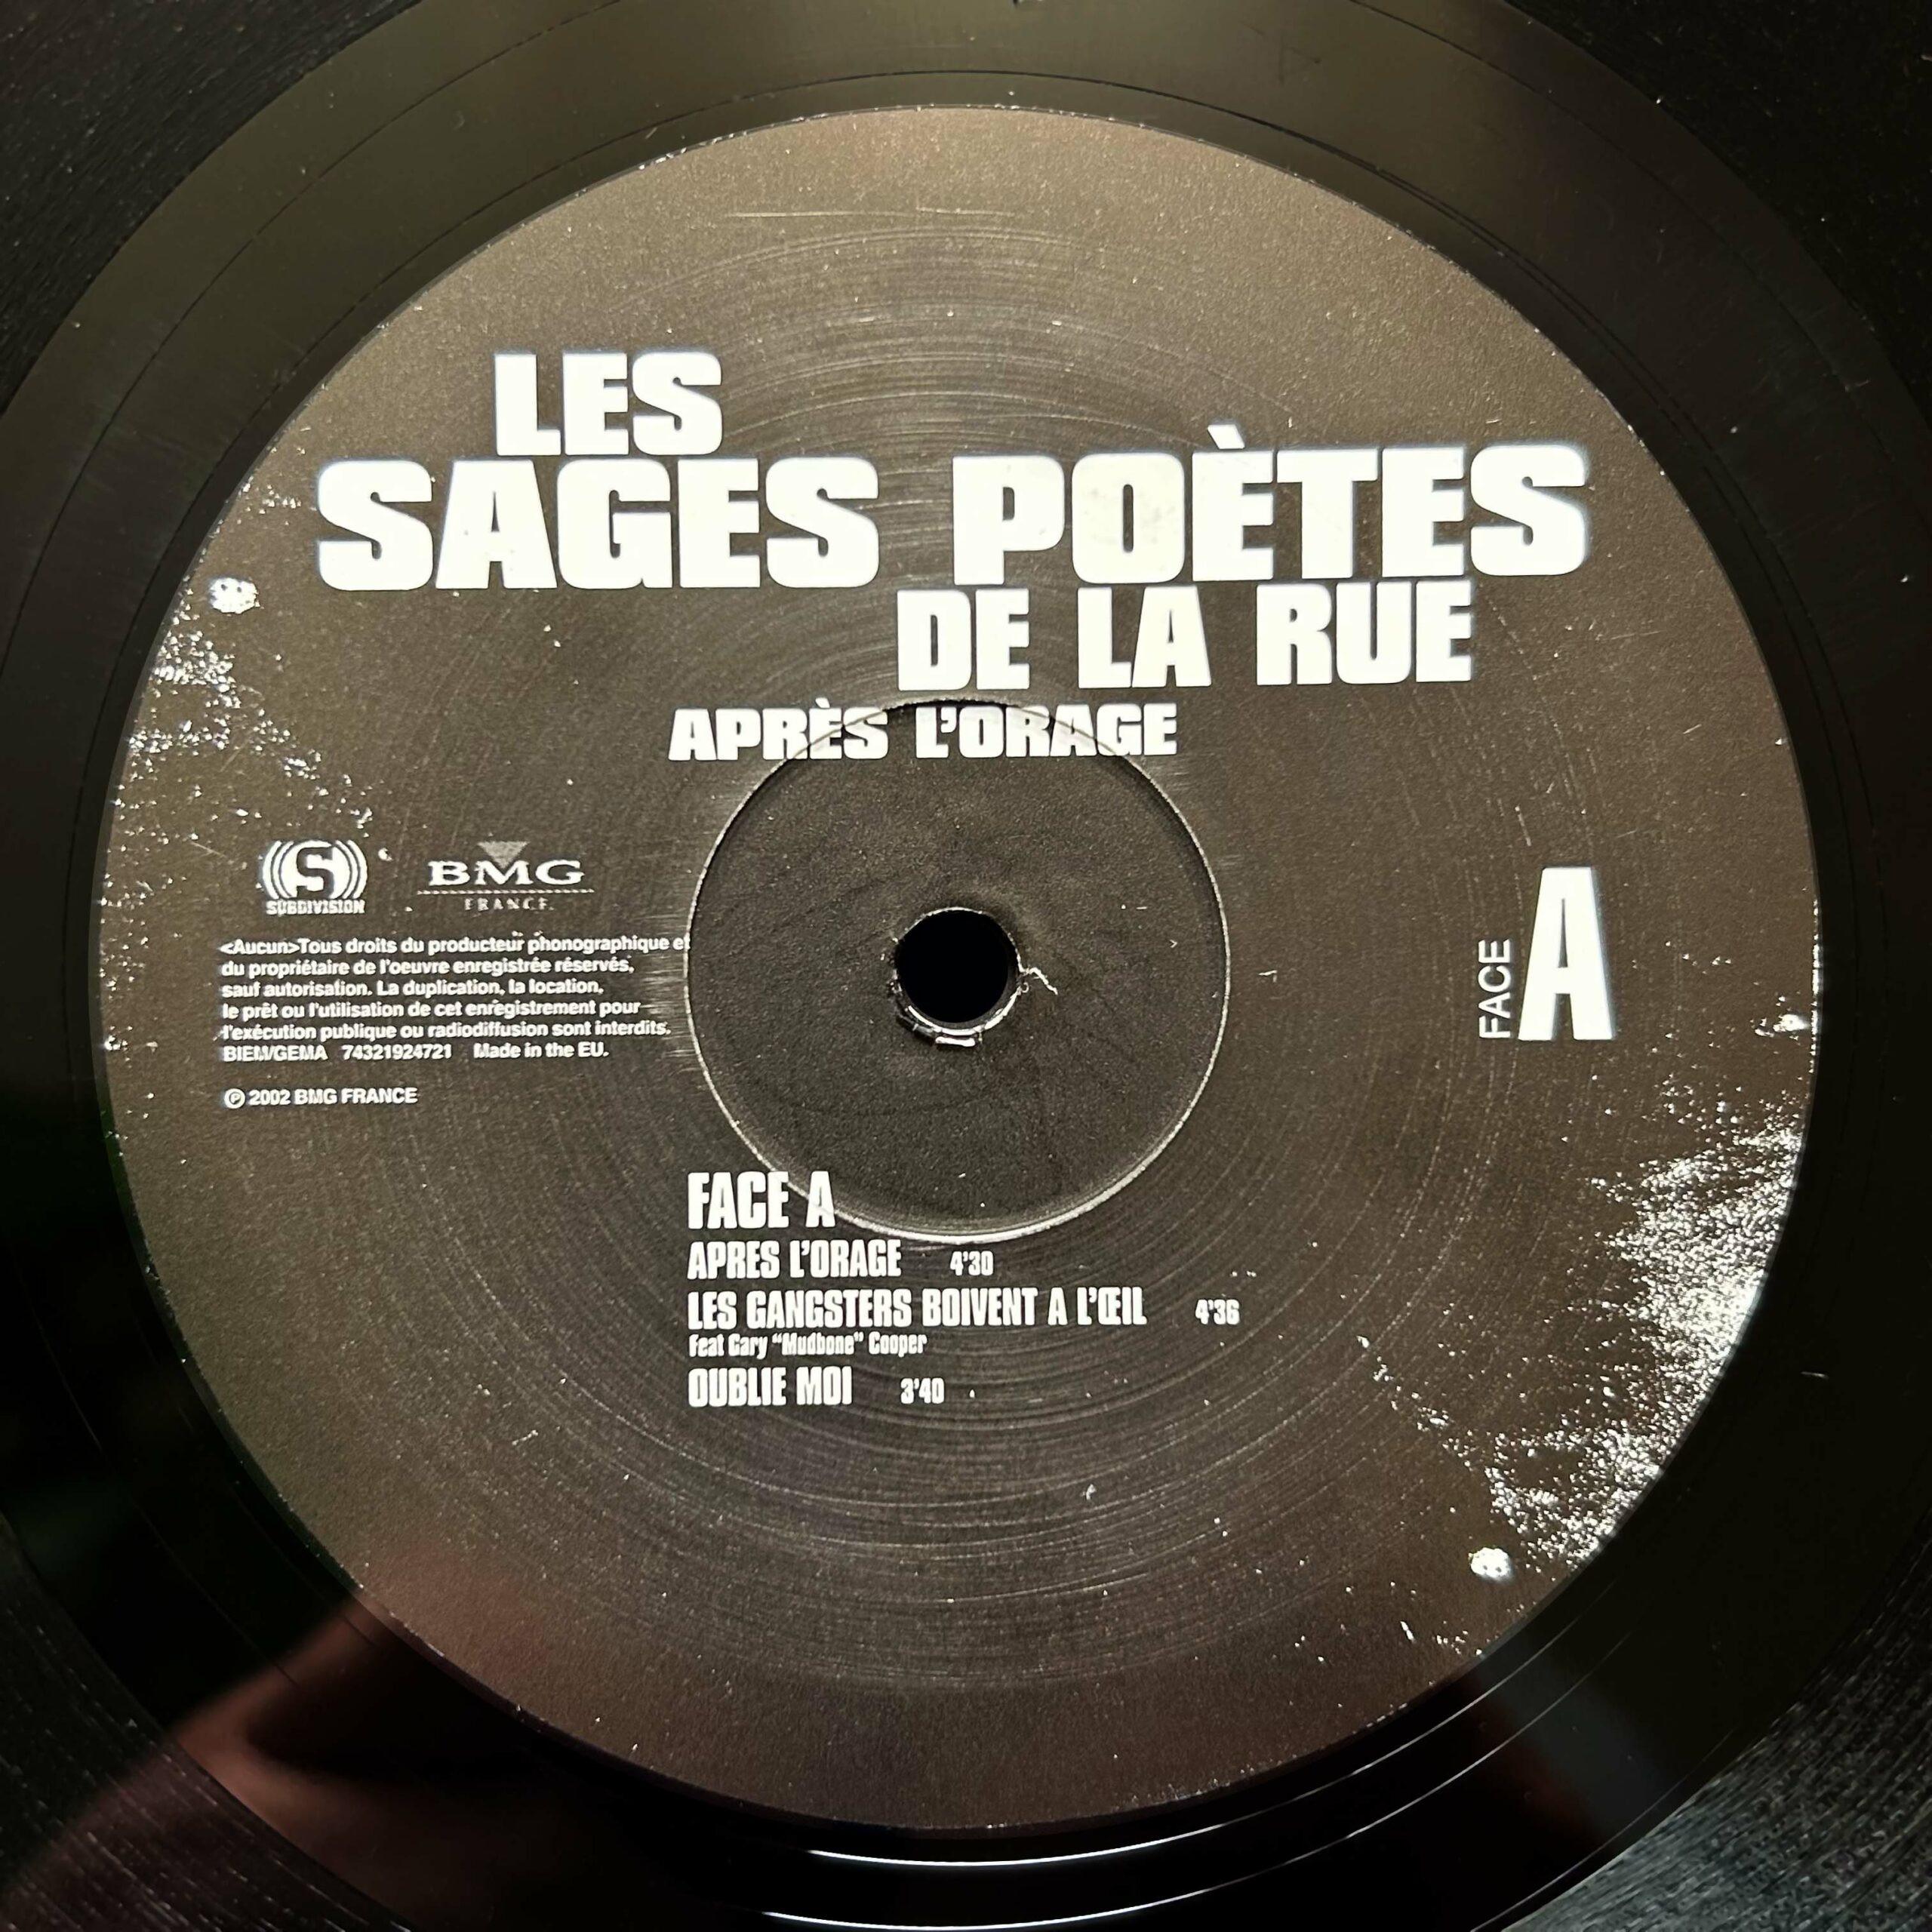 LES
SAGES POÈTES
DE LA RUE
APRÈS L'ORAGE
S
SUBDIVISION
BMG
FRANCE
<Aucun>Tous droits du producteur phonographique et
du propriétaire de l'oeuvre enregistrée réservés,
sauf autorisation. La duplication, la location,
le prêt ou l'utilisation de cet enregistrement pour
l'exécution publique ou radiodiffusion sont interdits.
BIEM/GEMA 74321924721 Made in the EU.
℗ 2002 BMG FRANCE
FACE A
FACE A
APRES L'ORAGE 4'30
LES GANGSTERS BOIVENT A L'ŒIL 4'36
Feat Gary "Mudbone" Cooper
OUBLIE MOI 3'40